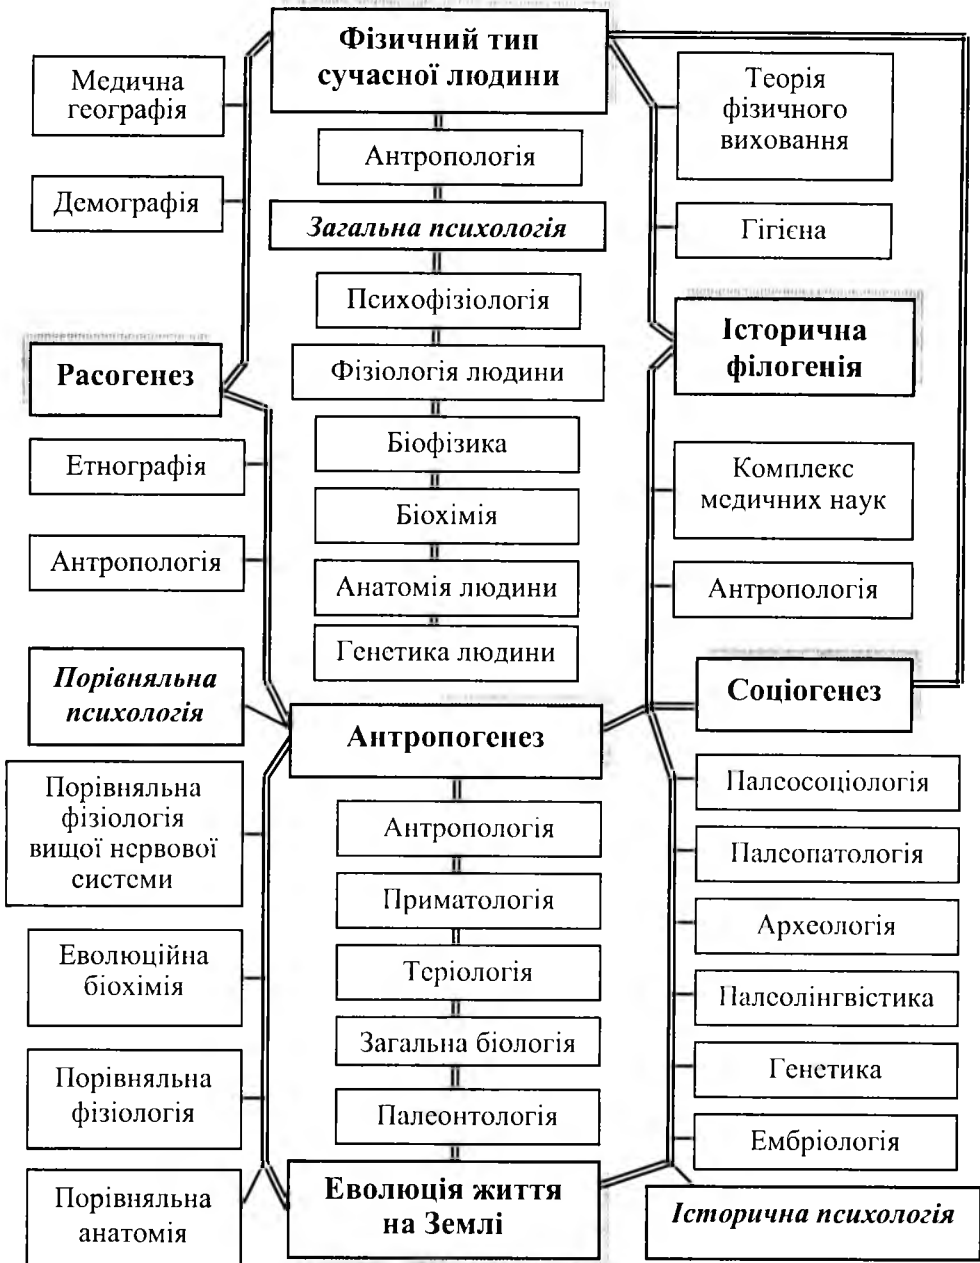 Фізичний тип
сучасної людини
Медична
географія
Теорія
фізичного
виховання
Антропологія
Демографія
Загальна психологія
Гігієна
Психофізіологія
Історична
філогенія
Расогенез
Фізіологія людини
Етнографія
Біофізика
Комплекс
медичних наук
Біохімія
Антропологія
Анатомія людини
Антропологія
Генетика людини
Порівняльна
психологія
Соціогенез
Антропогенез
Порівняльна
фізіологія
вищої нервової
системи
Палеосоціологія
Антропологія
Палеопатологія
Приматологія
Археологія
Еволюційна
біохімія
Теріологія
Палеолінгвістика
Загальна біологія
Генетика
Порівняльна
фізіологія
Палеонтологія
Ембріологія
Еволюція життя
на Землі
Порівняльна
анатомія
Історична психологія